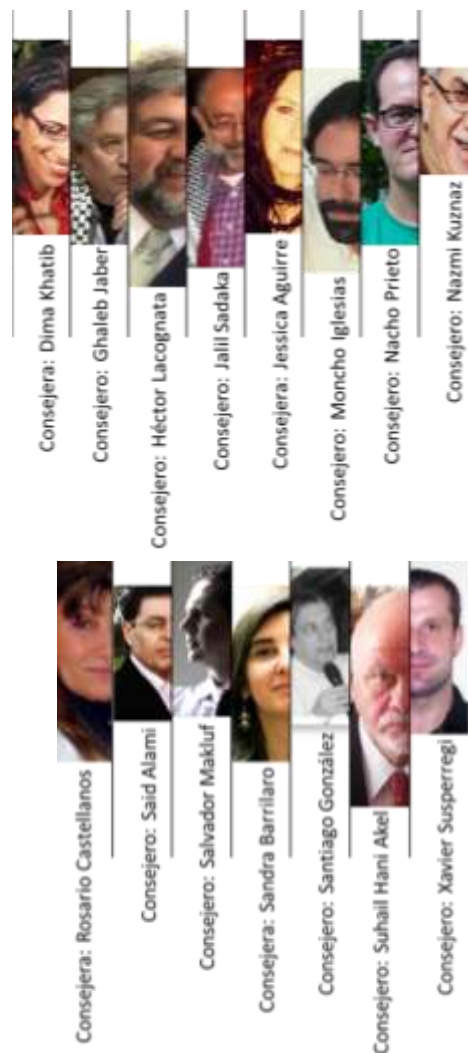 Consejera: Dima Khatib
Consejero: Ghaleb Jaber
Consejero: Héctor Lacognata
Consejero: Jalil Sadaka
Consejera: Jessica Aguirre
Consejero: Moncho Iglesias
Consejero: Nacho Prieto
Consejero: Nazmi Kuznaz
Consejera: Rosario Castellanos
Consejero: Said Alami
Consejero: Salvador Makluf
Consejera: Sandra Barrilaro
Consejero: Santiago González
Consejero: Suhail Hani Akel
Consejero: Xavier Susperregi